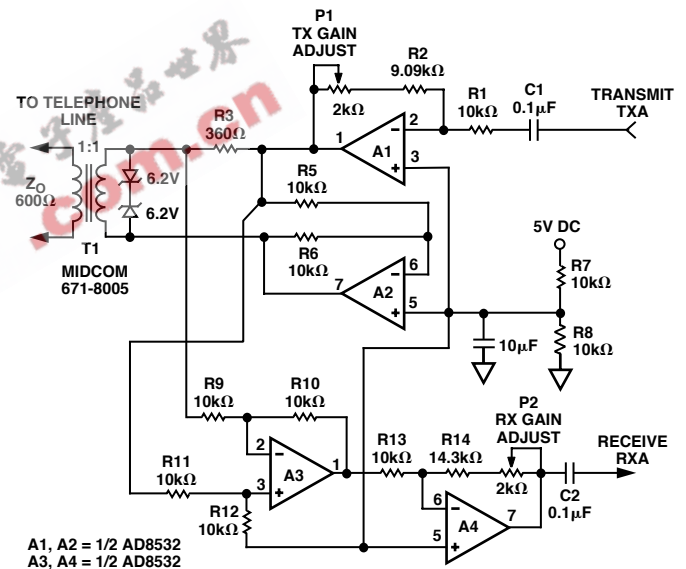 P1
TX GAIN
ADJUST
R2
9.09kΩ
2kΩ
R1
10kΩ
C1
0.1μF
TRANSMIT
TXA
TO TELEPHONE
LINE
1:1
R3
360Ω
1
2
3
A1
ZO
600Ω
6.2V
6.2V
T1
MIDCOM
671-8005
R5
10kΩ
R6
10kΩ
7
6
5
A2
5V DC
R7
10kΩ
R8
10kΩ
10μF
R9
10kΩ
R10
10kΩ
R11
10kΩ
R12
10kΩ
2
3
1
A3
R13
10kΩ
R14
14.3kΩ
P2
RX GAIN
ADJUST
2kΩ
RECEIVE
RXA
C2
0.1μF
6
5
7
A4
A1, A2 = 1/2 AD8532
A3, A4 = 1/2 AD8532
.com.cn